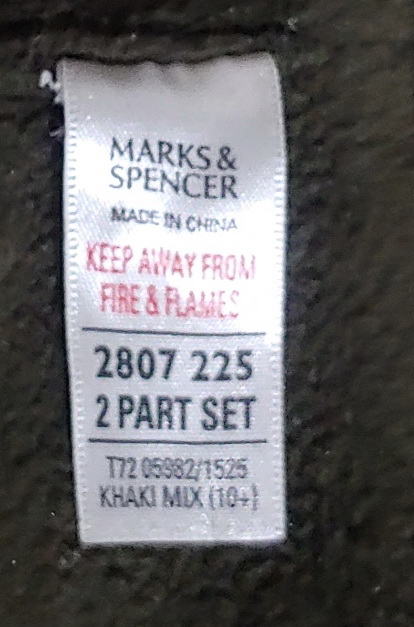 MARKS &
SPENCER
MADE IN CHINA
KEEP AWAY FROM
FIRE & FLAMES
2807 225
2 PART SET
T72 05982/1525
KHAKI MIX (10+)